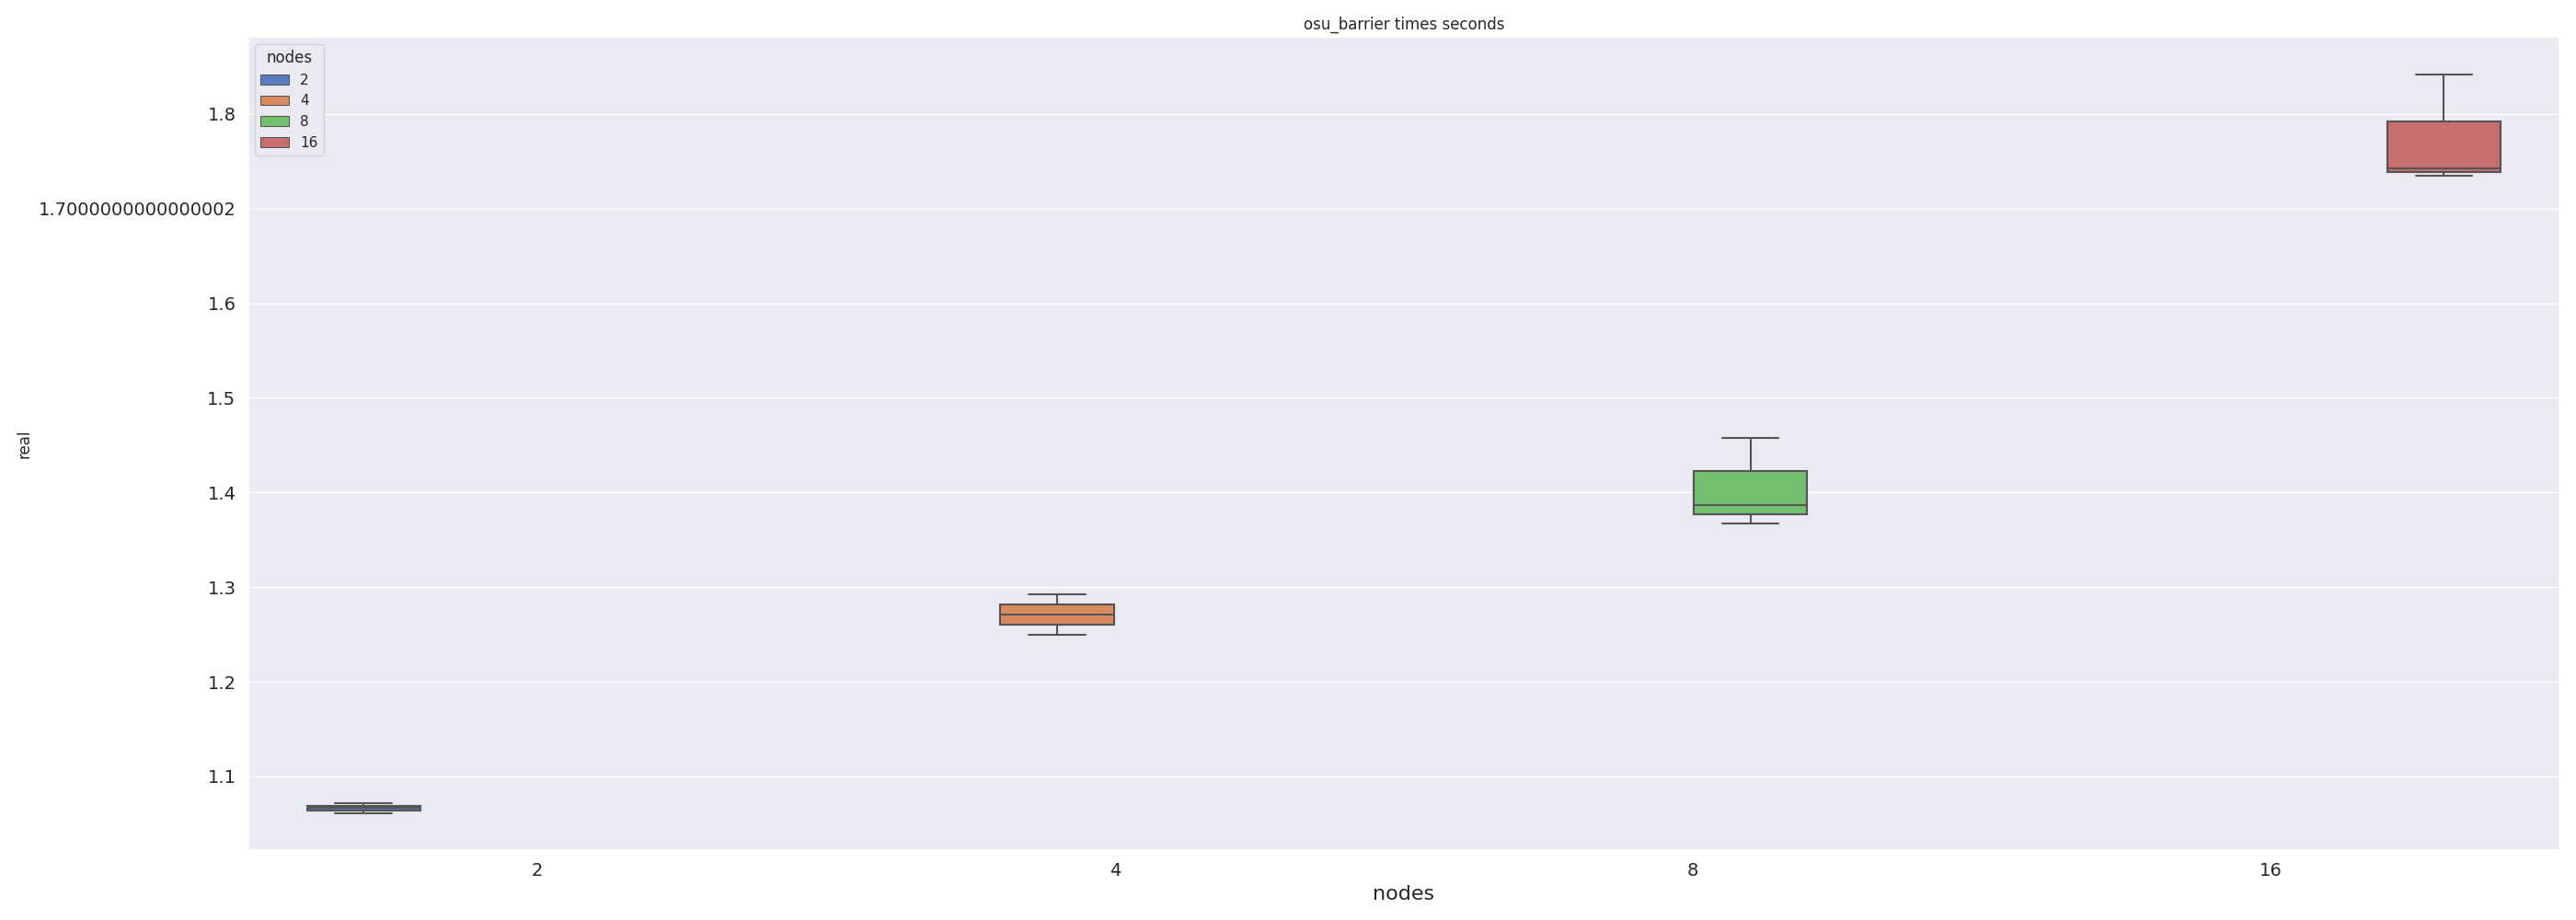 osu_barrier times seconds
nodes
2
4
8
16
1.8
1.7000000000000002
1.6
1.5
1.4
1.3
1.2
1.1
real
2 4 8 16
nodes